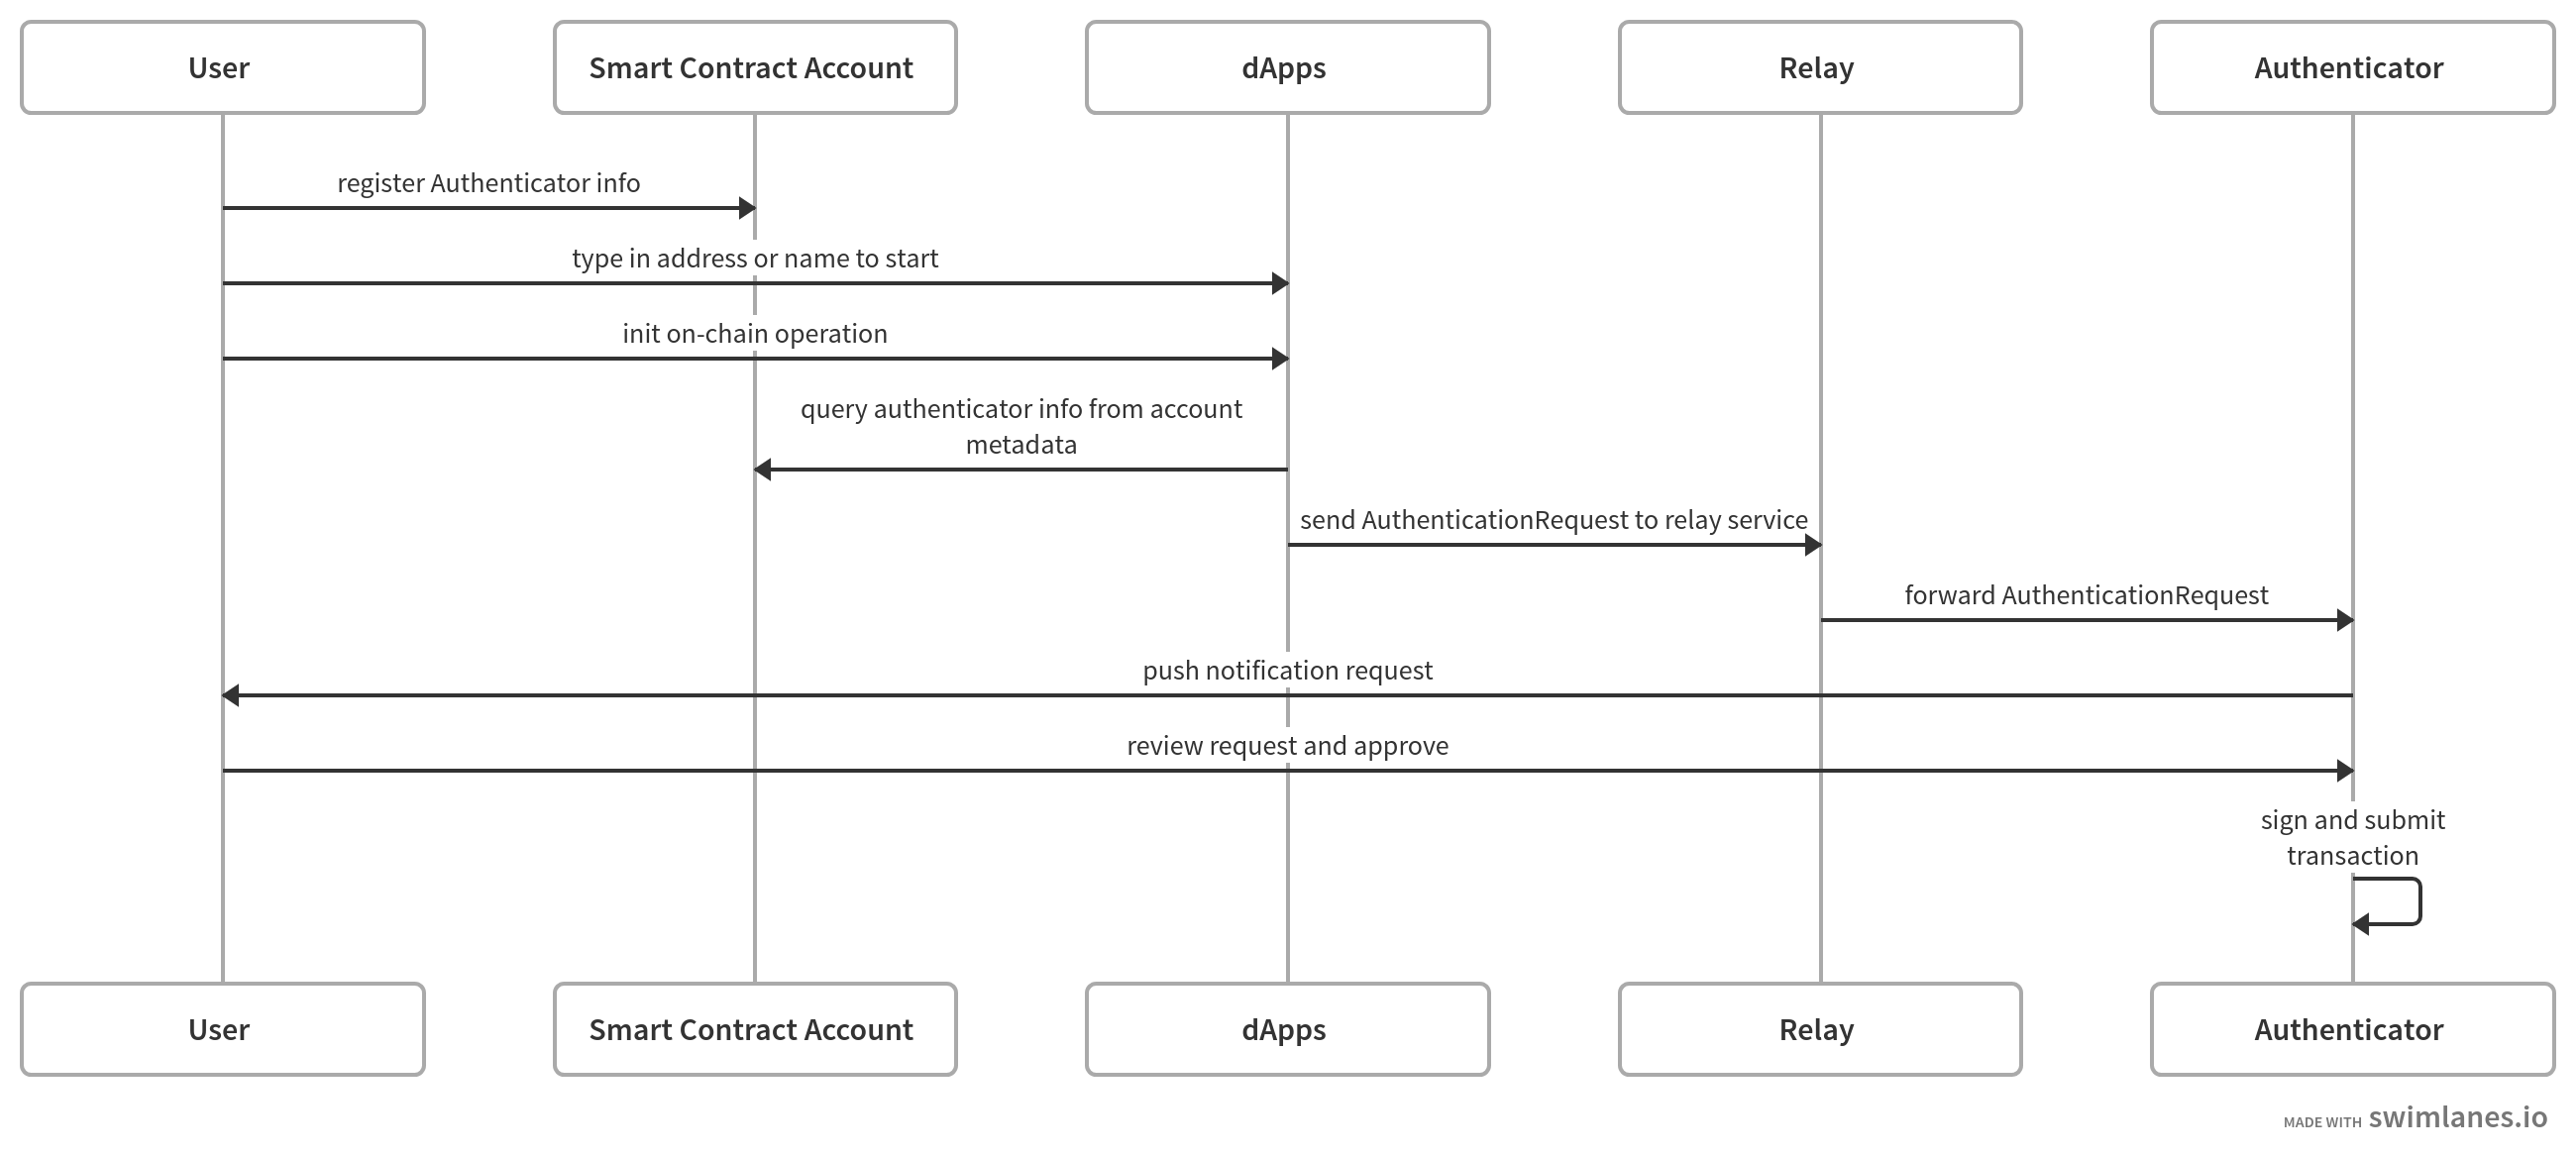 User
Smart Contract Account
dApps
Relay
Authenticator
register Authenticator info
type in address or name to start
init on-chain operation
query authenticator info from account
metadata
send AuthenticationRequest to relay service
forward AuthenticationRequest
push notification request
review request and approve
sign and submit
transaction
User
Smart Contract Account
dApps
Relay
Authenticator
MADE WITH swimlanes.io